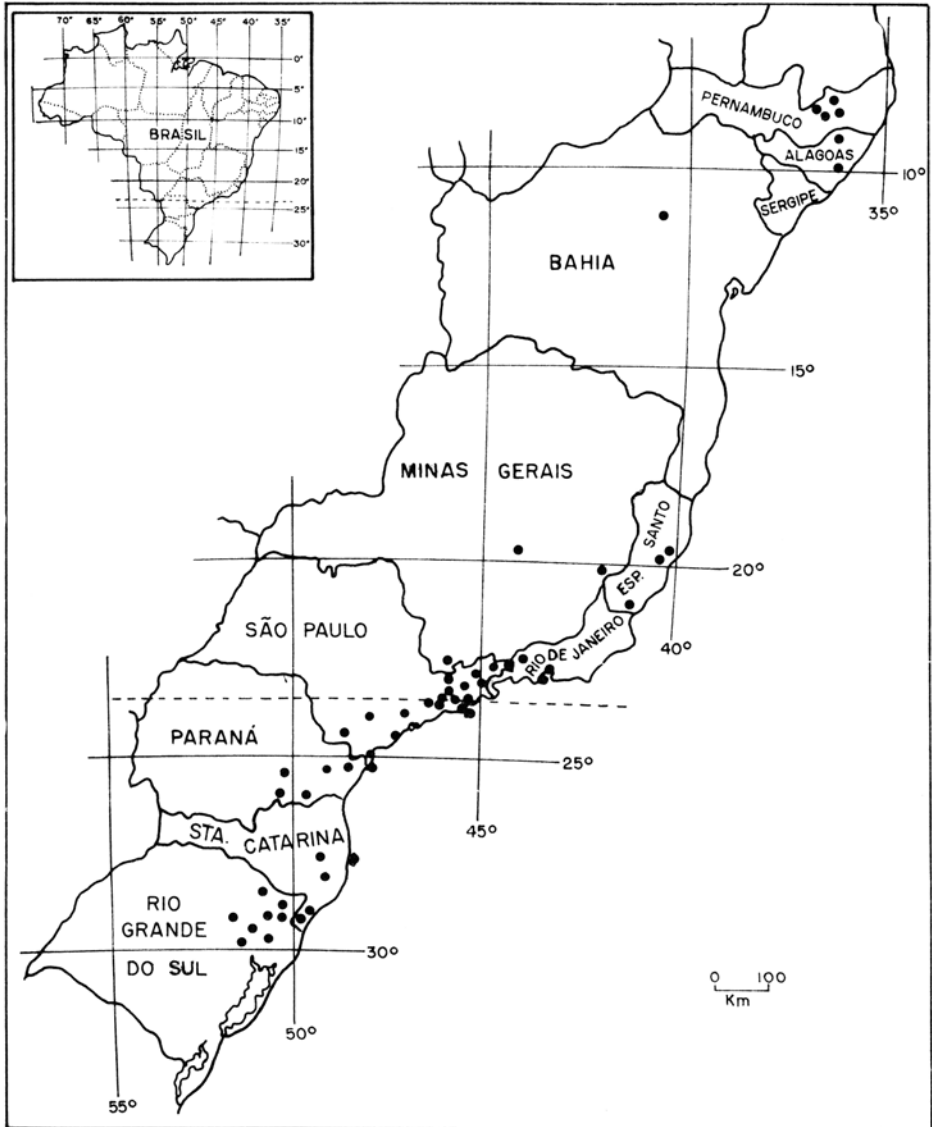 70° 65° 60° 55° 50° 45° 40° 35°
0°
5°
10°
BRASIL
15°
20°
25°
30°
PERNAMBUCO
ALAGOAS
10°
SERGIPE
35°
BAHIA
15°
MINAS GERAIS
ESP. SANTO
20°
SÃO PAULO
RIO DE JANEIRO
40°
PARANÁ
25°
45°
STA. CATARINA
RIO
GRANDE
DO SUL
30°
0 100
Km
50°
55°